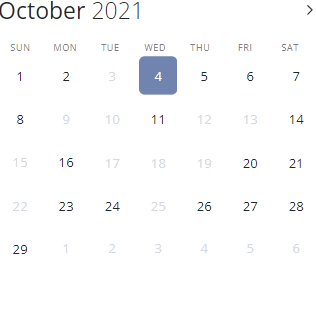 October 2021 >
SUN MON TUE WED THU FRI SAT
1 2 3 4 5 6 7
8 9 10 11 12 13 14
15 16 17 18 19 20 21
22 23 24 25 26 27 28
29 1 2 3 4 5 6